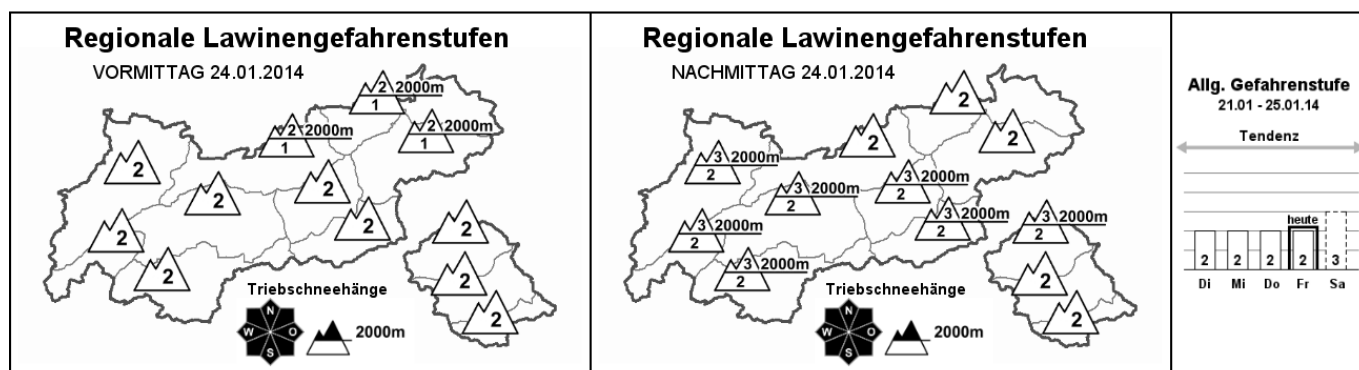 Regionale Lawinengefahrenstufen
VORMITTAG 24.01.2014
2 2000m
1
2 2000m
1
2 2000m
1
2
2
2
2
2
2
2
2
2
Triebschneehänge
N
W O
S
2000m
Regionale Lawinengefahrenstufen
NACHMITTAG 24.01.2014
2
2
2
3 2000m
2
3 2000m
2
3 2000m
2
3 2000m
2
3 2000m
2
3 2000m
2
3 2000m
2
2
2
Triebschneehänge
N
W O
S
2000m
Allg. Gefahrenstufe
21.01 - 25.01.14
Tendenz
heute
2 2 2 2 3
Di Mi Do Fr Sa